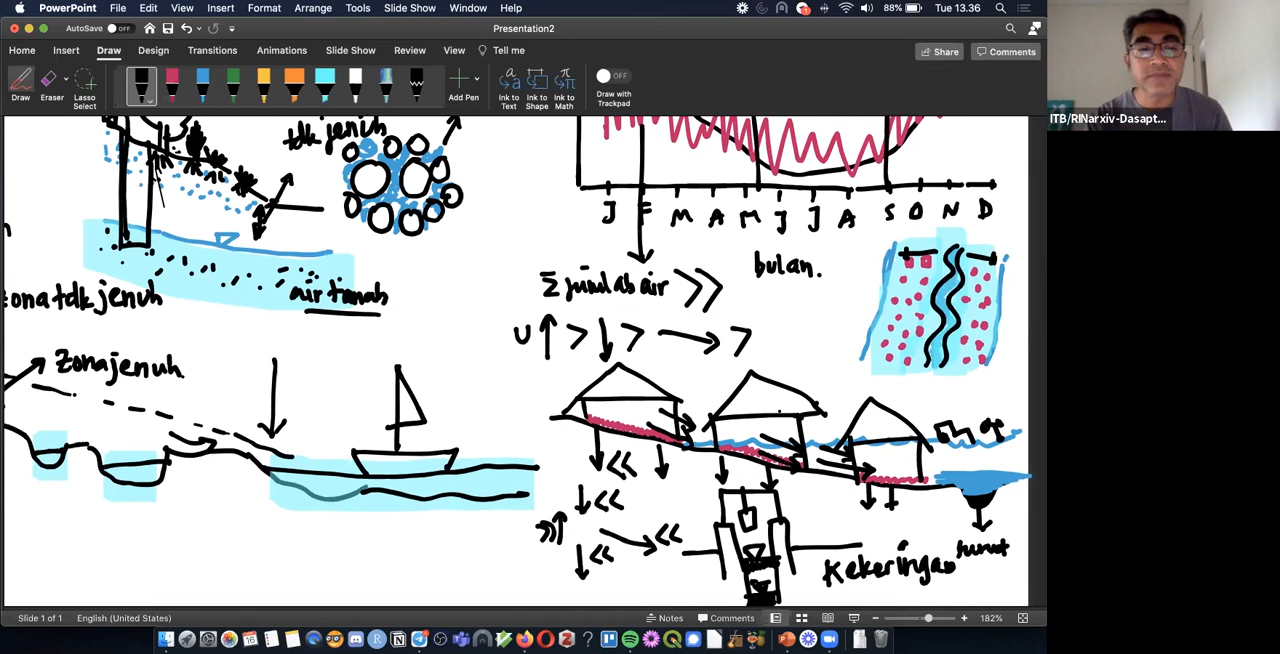 PowerPoint File Edit View Insert Format Arrange Tools Slide Show Window Help 88% Tue 13.36
AutoSave OFF Presentation2
Home Insert Draw Design Transitions Animations Slide Show Review View Tell me Share Comments
Draw Eraser Lasso Select Add Pen Ink to Text Ink to Shape Ink to Math OFF Draw with Trackpad
ITB/RINarxiv-Dasapt...
tdk jenuh
J F M A M J J A S O N D
bulan.
air tanah
zona tdk jenuh
Σ jumlah air >>
U ↑ > ↓ > → >
Zona jenuh.
<<
↓ <<
>> ↑ → <<
↓ <<
Kekeringan
surut
Slide 1 of 1 English (United States) Notes Comments 182%
16